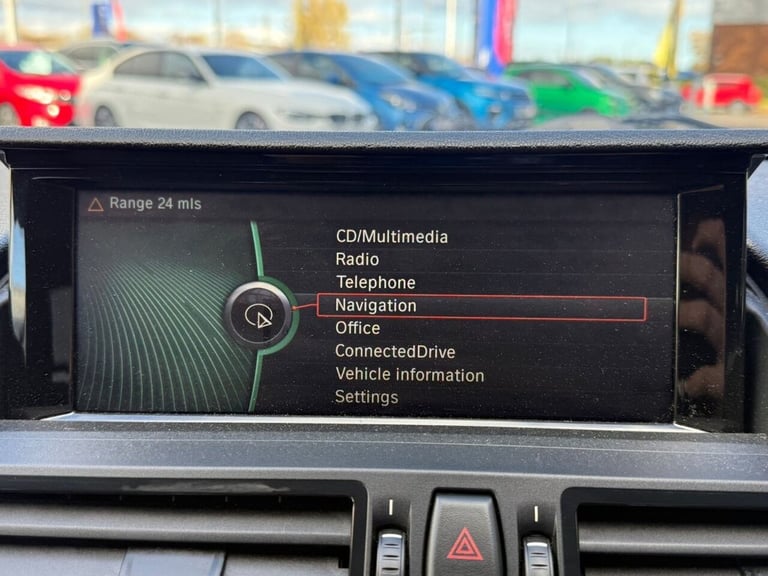 Range 24 mls
CD/Multimedia
Radio
Telephone
Navigation
Office
ConnectedDrive
Vehicle information
Settings